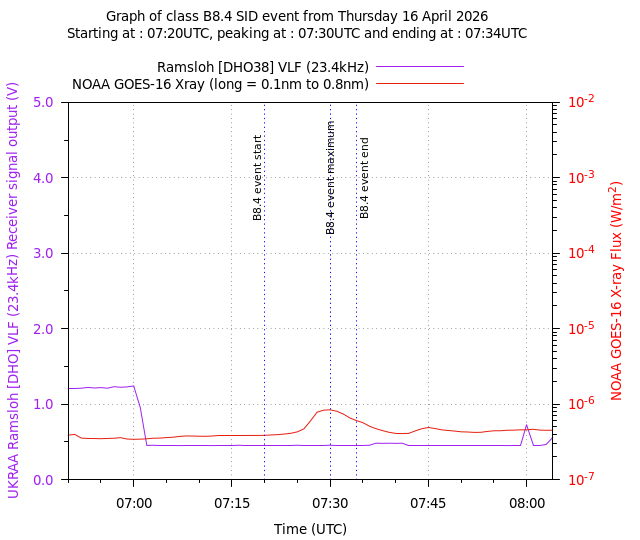 Graph of class B8.4 SID event from Thursday 16 April 2026
Starting at : 07:20UTC, peaking at : 07:30UTC and ending at : 07:34UTC
Ramsloh [DHO38] VLF (23.4kHz)
NOAA GOES-16 Xray (long = 0.1nm to 0.8nm)
UKRAA Ramsloh [DHO] VLF (23.4kHz) Receiver signal output (V)
5.0
4.0
3.0
2.0
1.0
0.0
B8.4 event start
B8.4 event maximum
B8.4 event end
10-2
10-3
10-4
10-5
10-6
10-7
NOAA GOES-16 X-ray Flux (W/m2)
07:00 07:15 07:30 07:45 08:00
Time (UTC)